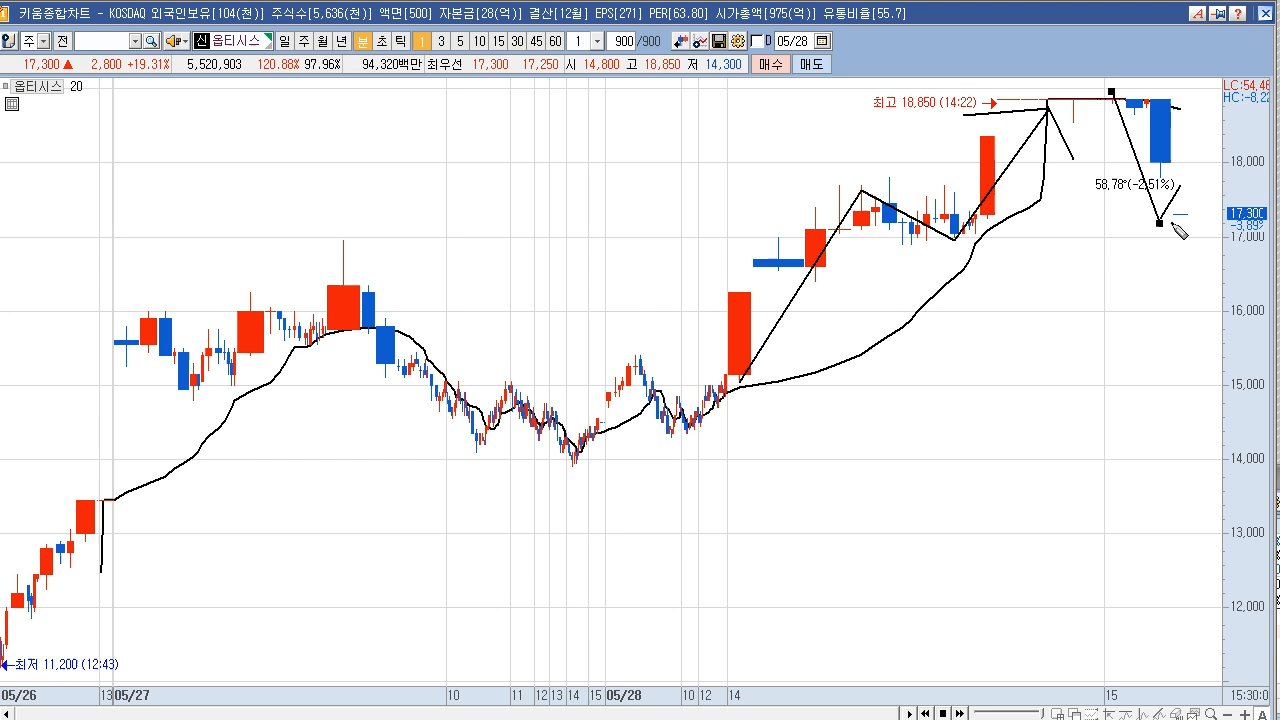 키움종합차트 - KOSDAQ 외국인보유[104(천)] 주식수[5,636(천)] 액면[500] 자본금[28(억)] 결산[12월] EPS[271] PER[63.80] 시가총액[975(억)] 유통비율[55.7]
주 전 신 옵티시스 일 주 월 년 분 초 틱 1 3 5 10 15 30 45 60 1 900 /900 D 05/28
17,300 ▲ 2,800 +19.31% 5,520,903 120.88% 97.96% 94,320백만 최우선 17,300 17,250 시 14,800 고 18,850 저 14,300 매수 매도
옵티시스 20
LC:54,46
HC:-8,22
최고 18,850 (14:22)
18,000
58,78°(-2,51%)
17,300
-3,89%
17,000
16,000
15,000
14,000
13,000
12,000
최저 11,200 (12:43)
05/26 13 05/27 10 11 12 13 14 15 05/28 10 12 14 15 15:30:0